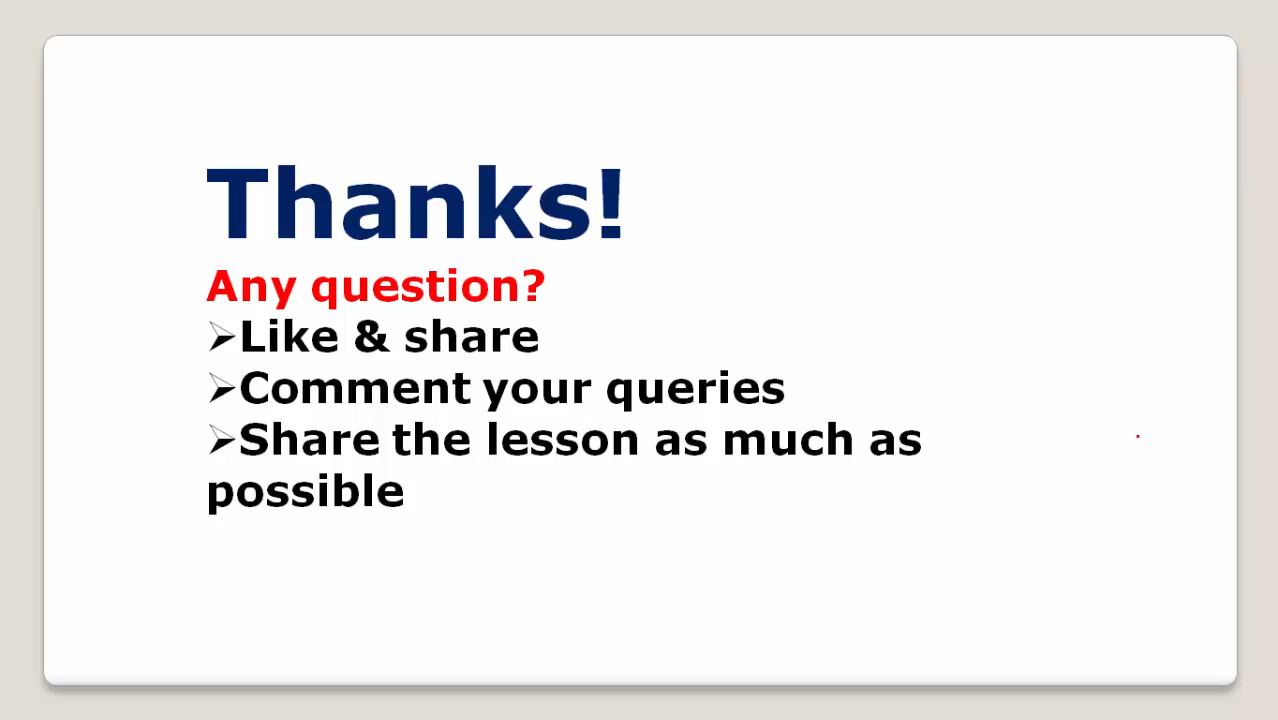 Thanks!
Any question?
➢Like & share
➢Comment your queries
➢Share the lesson as much as
possible